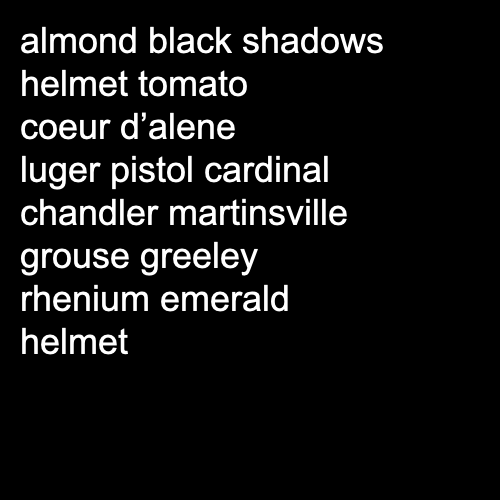 almond black shadows
helmet tomato
coeur d’alene
luger pistol cardinal
chandler martinsville
grouse greeley
rhenium emerald
helmet